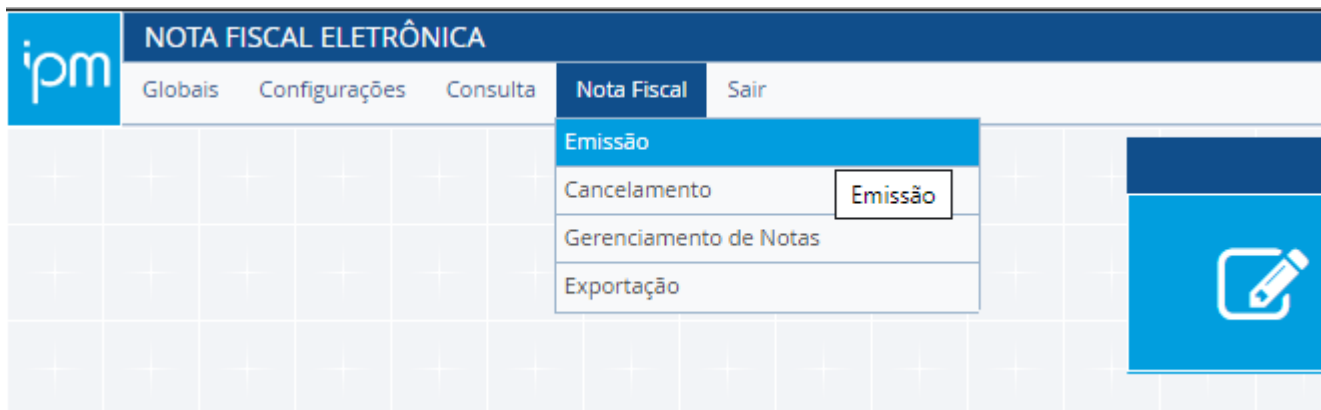 ipm
NOTA FISCAL ELETRÔNICA
Globais Configurações Consulta Nota Fiscal Sair
Emissão
Cancelamento
Emissão
Gerenciamento de Notas
Exportação